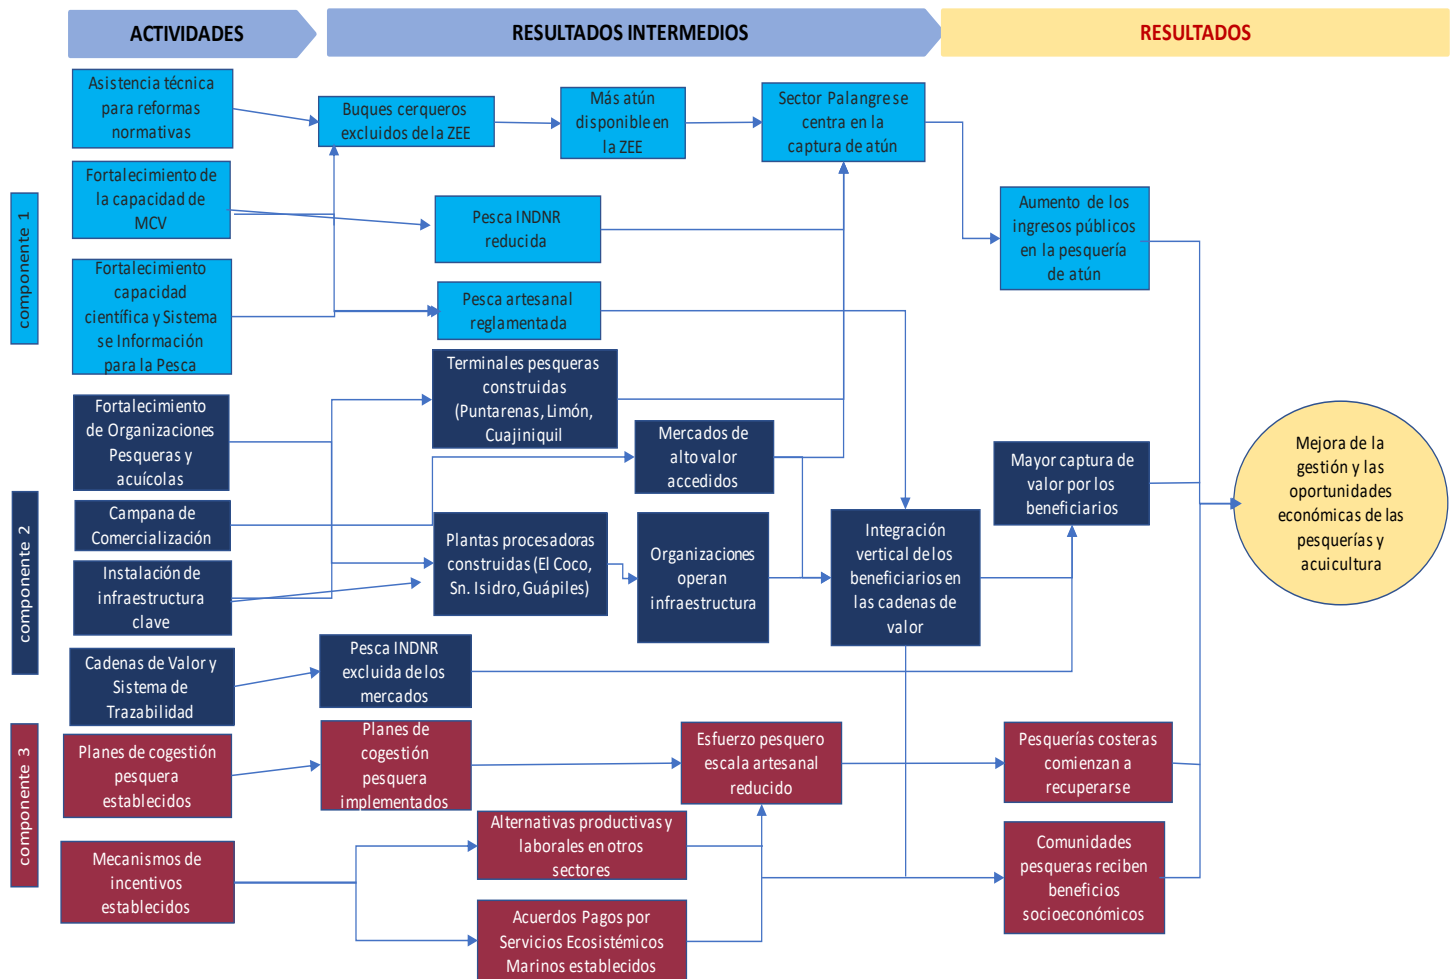 ACTIVIDADES
RESULTADOS INTERMEDIOS
RESULTADOS
componente 1
Asistencia técnica
para reformas
normativas
Buques cerqueros
excluidos de la ZEE
Más atún
disponible en
la ZEE
Sector Palangre se
centra en la
captura de atún
Fortalecimiento de
la capacidad de
MCV
Pesca INDNR
reducida
Aumento de los
ingresos públicos
en la pesquería
de atún
Fortalecimiento
capacidad
científica y Sistema
se Información
para la Pesca
Pesca artesanal
reglamentada
componente 2
Fortalecimiento
de Organizaciones
Pesqueras y
acuícolas
Terminales pesqueras
construidas
(Puntarenas, Limón,
Cuajiniquil
Mercados de
alto valor
accedidos
Mayor captura de
valor por los
beneficiarios
Campana de
Comercialización
Instalación de
infraestructura
clave
Plantas procesadoras
construidas (El Coco,
Sn. Isidro, Guápiles)
Organizaciones
operan
infraestructura
Integración
vertical de los
beneficiarios en
las cadenas de
valor
Cadenas de Valor y
Sistema de
Trazabilidad
Pesca INDNR
excluida de los
mercados
Mejora de la
gestión y las
oportunidades
económicas de las
pesquerías y
acuicultura
componente 3
Planes de cogestión
pesquera
establecidos
Planes de
cogestión
pesquera
implementados
Esfuerzo pesquero
escala artesanal
reducido
Pesquerías costeras
comienzan a
recuperarse
Mecanismos de
incentivos
establecidos
Alternativas productivas y
laborales en otros
sectores
Comunidades
pesqueras reciben
beneficios
socioeconómicos
Acuerdos Pagos por
Servicios Ecosistémicos
Marinos establecidos